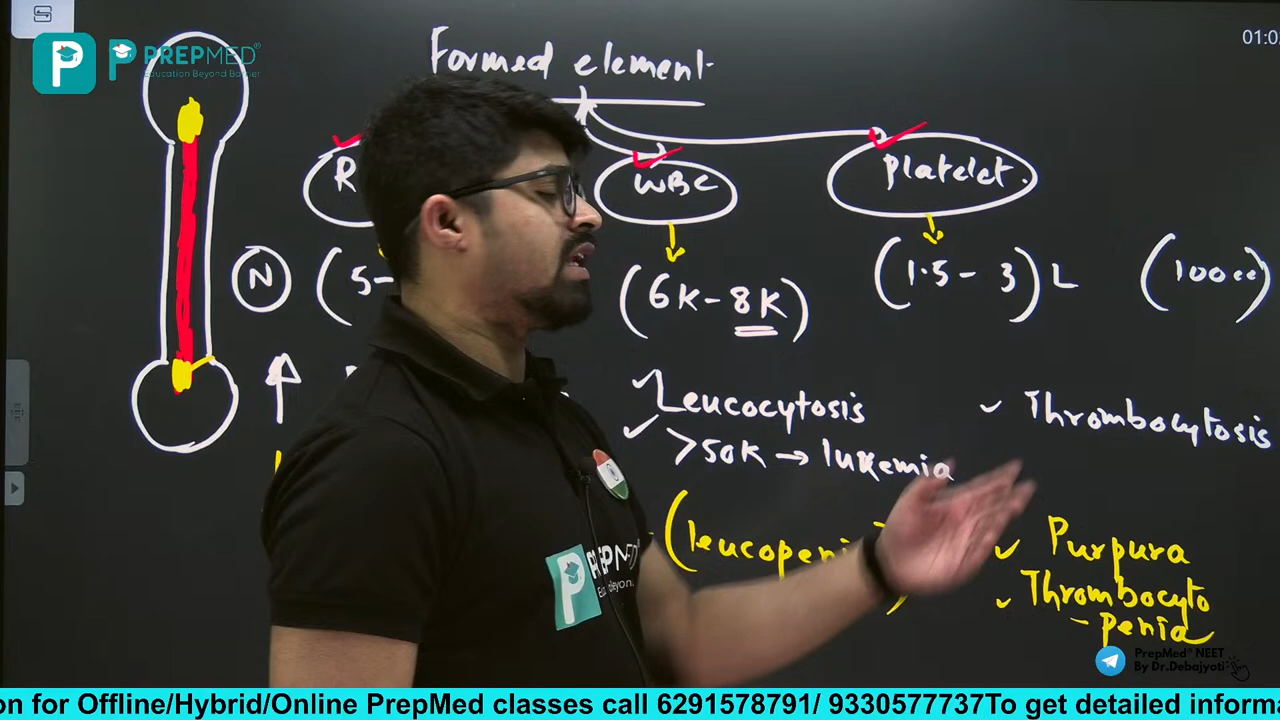 PREPMED®
Education Beyond Barrier
01:0
Formed element
R
WBC
Platelet
N (5-
(6K-8K)
(1.5-3)L
(100cc)
Leucocytosis
>50K → lukemia
Thrombocytosis
(leucopeni
Purpura
Thrombocyto
-penia
PrepMed® NEET
By Dr.Debajyoti
on for Offline/Hybrid/Online PrepMed classes call 6291578791/ 9330577737To get detailed informa